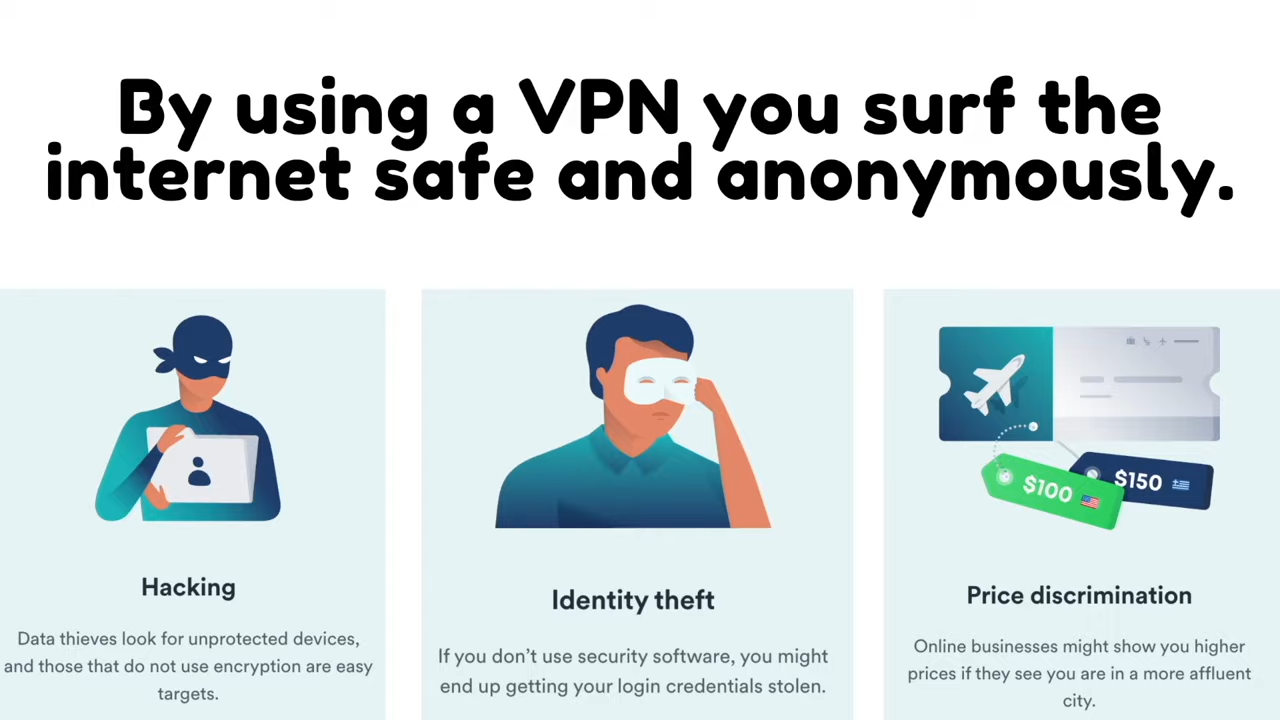 By using a VPN you surf the
internet safe and anonymously.
$100
$150
Hacking
Data thieves look for unprotected devices,
and those that do not use encryption are easy
targets.
Identity theft
If you don’t use security software, you might
end up getting your login credentials stolen.
Price discrimination
Online businesses might show you higher
prices if they see you are in a more affluent
city.